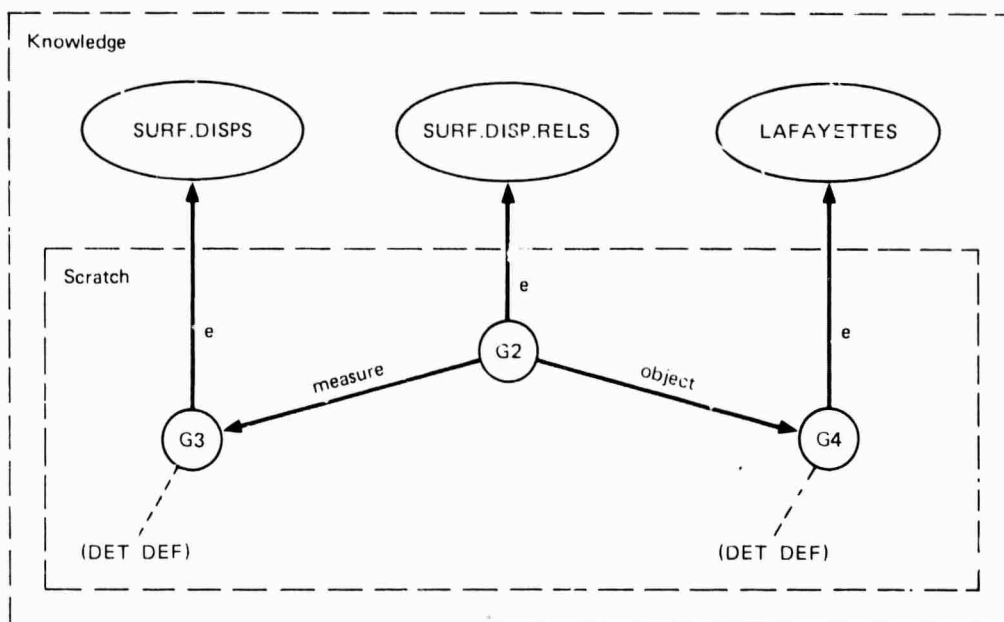 Knowledge
SURF.DISPS
SURF.DISP.RELS
LAFAYETTES
Scratch
e
e
e
G2
measure
object
G3
G4
(DET DEF)
(DET DEF)